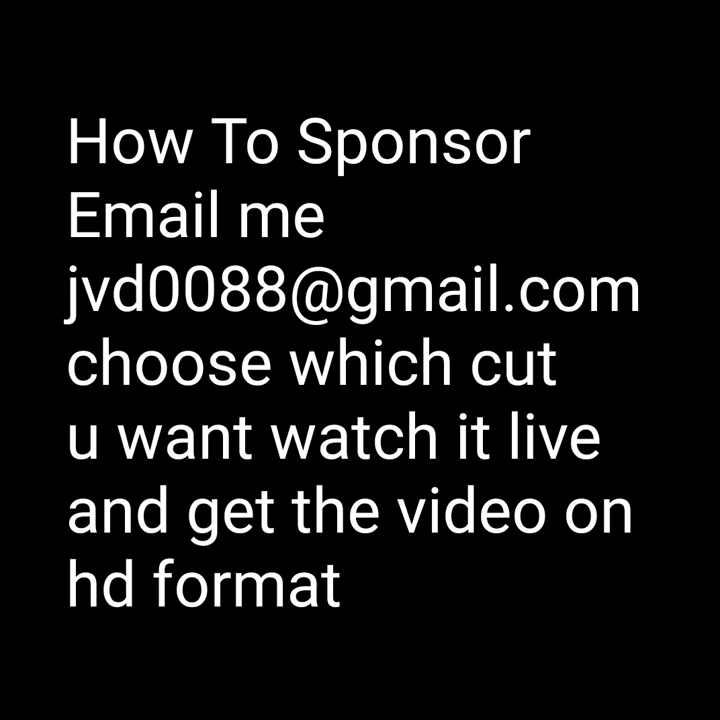 How To Sponsor
Email me
jvd0088@gmail.com
choose which cut
u want watch it live
and get the video on
hd format